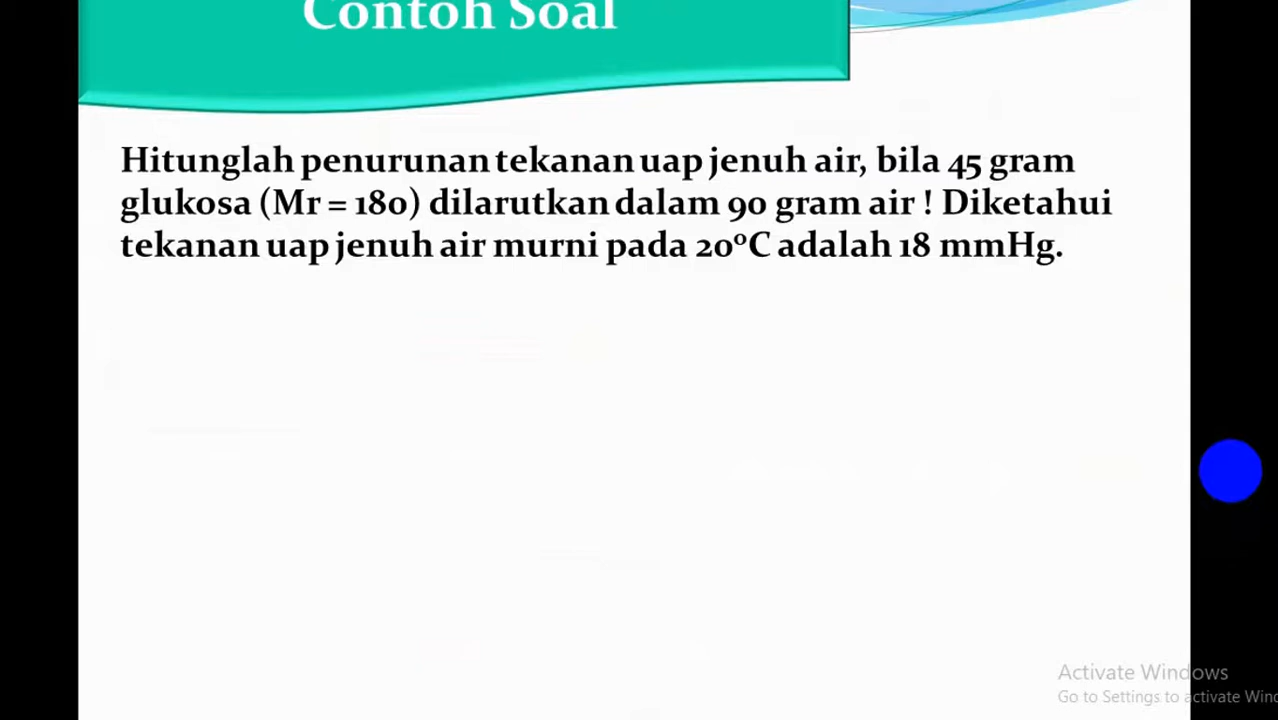 Contoh Soal
Hitunglah penurunan tekanan uap jenuh air, bila 45 gram
glukosa (Mr = 180) dilarutkan dalam 90 gram air ! Diketahui
tekanan uap jenuh air murni pada 20°C adalah 18 mmHg.
Activate Windows
Go to Settings to activate Wind